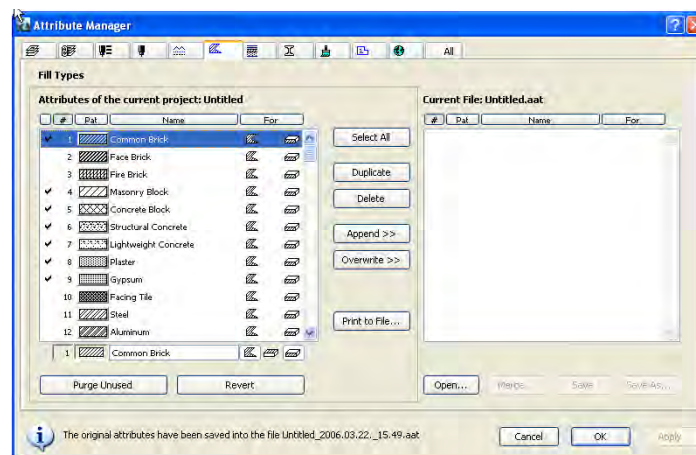 Attribute Manager
All
Fill Types
Attributes of the current project: Untitled
# Pat Name For
1 Common Brick
2 Face Brick
3 Fire Brick
4 Masonry Block
5 Concrete Block
6 Structural Concrete
7 Lightweight Concrete
8 Plaster
9 Gypsum
10 Facing Tile
11 Steel
12 Aluminum
1 Common Brick
Purge Unused Revert
Select All
Duplicate
Delete
Append >>
Overwrite >>
Print to File...
Current File: Untitled.aat
# Pat Name For
Open... Merge... Save Save As...
The original attributes have been saved into the file Untitled_2006.03.22._15.49.aat
Cancel OK Apply